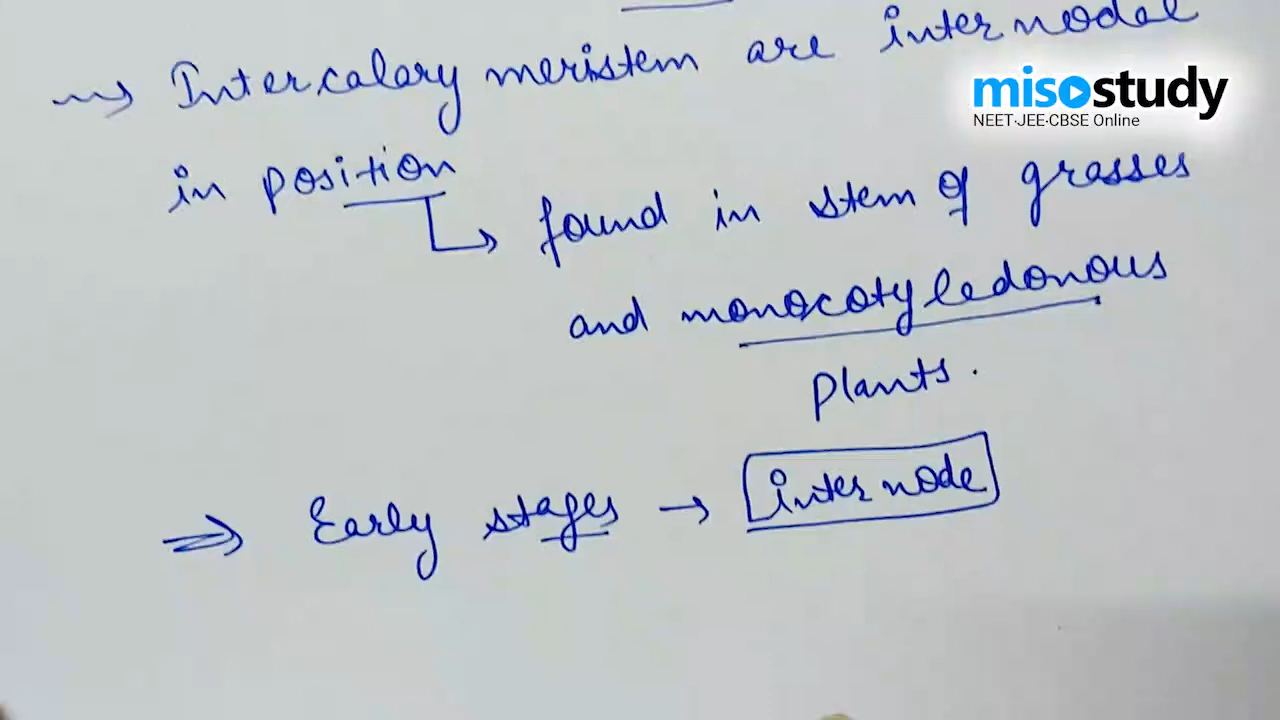 ⇝ Intercalary meristem are internodal
in position
↳ found in stem of grasses
and monocotyledonous
Plants.
⇒ Early stages → internode
misostudy
NEET·JEE·CBSE Online